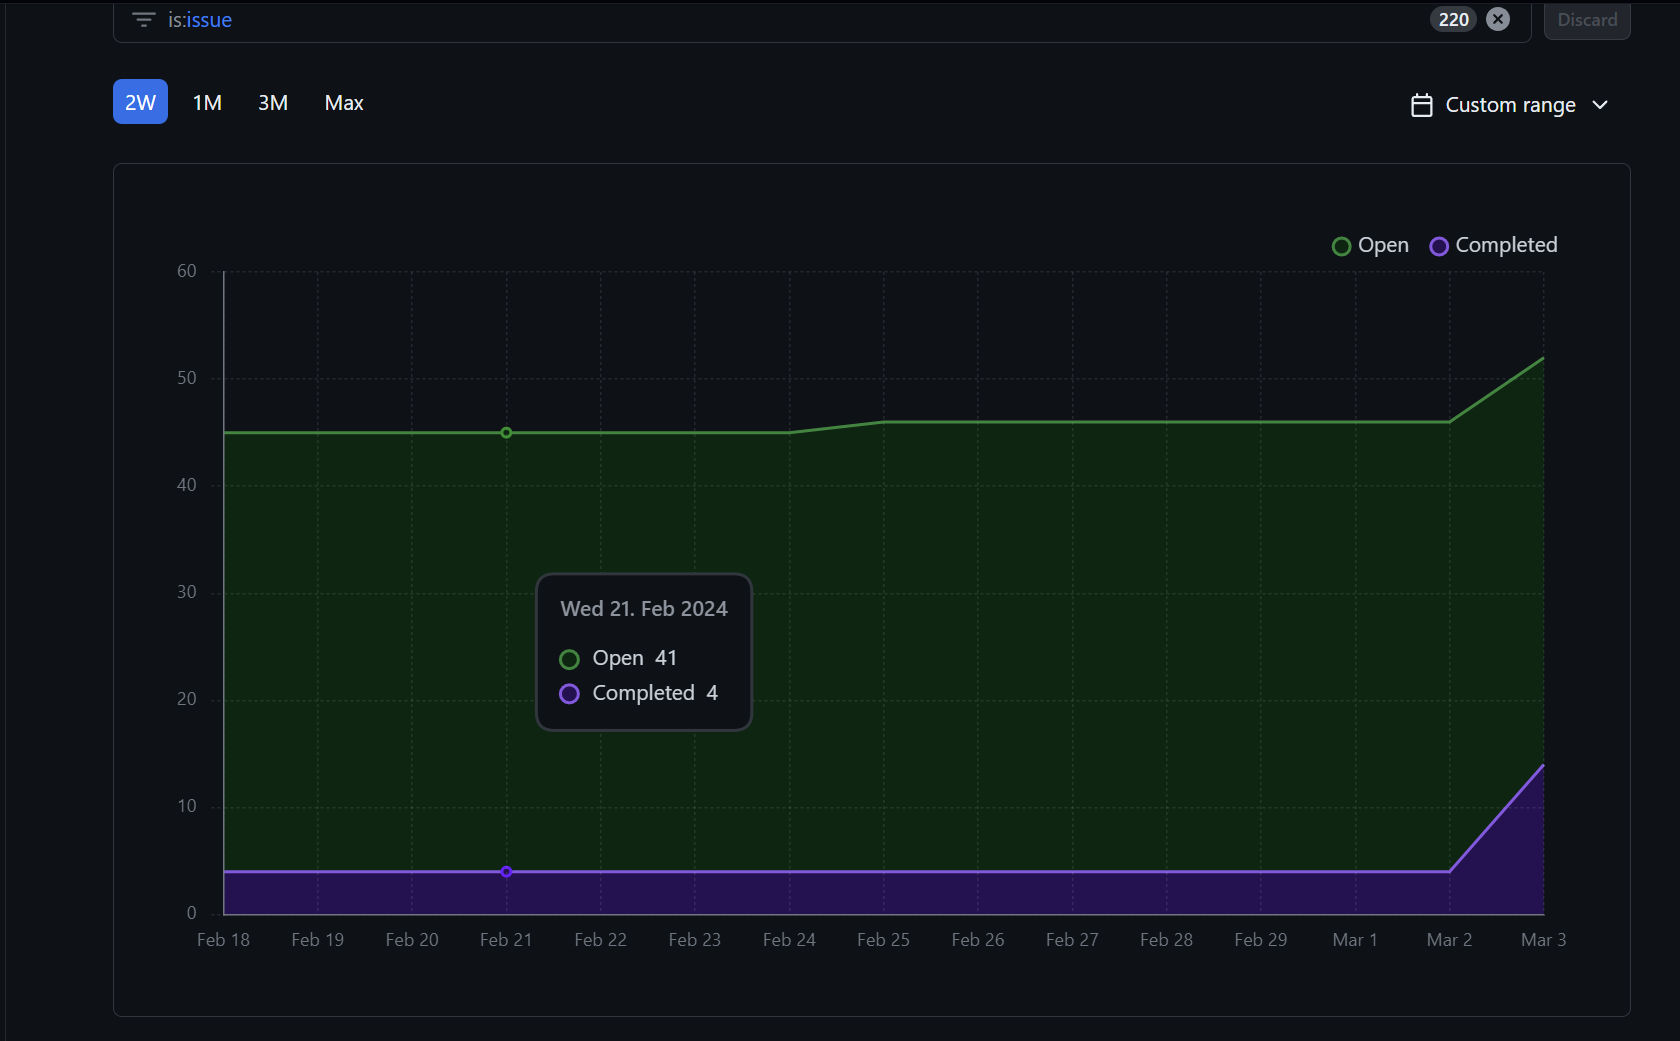 is:issue 220 Discard
2W 1M 3M Max Custom range
Open Completed
60
50
40
30
20
10
0
Wed 21. Feb 2024
Open 41
Completed 4
Feb 18 Feb 19 Feb 20 Feb 21 Feb 22 Feb 23 Feb 24 Feb 25 Feb 26 Feb 27 Feb 28 Feb 29 Mar 1 Mar 2 Mar 3